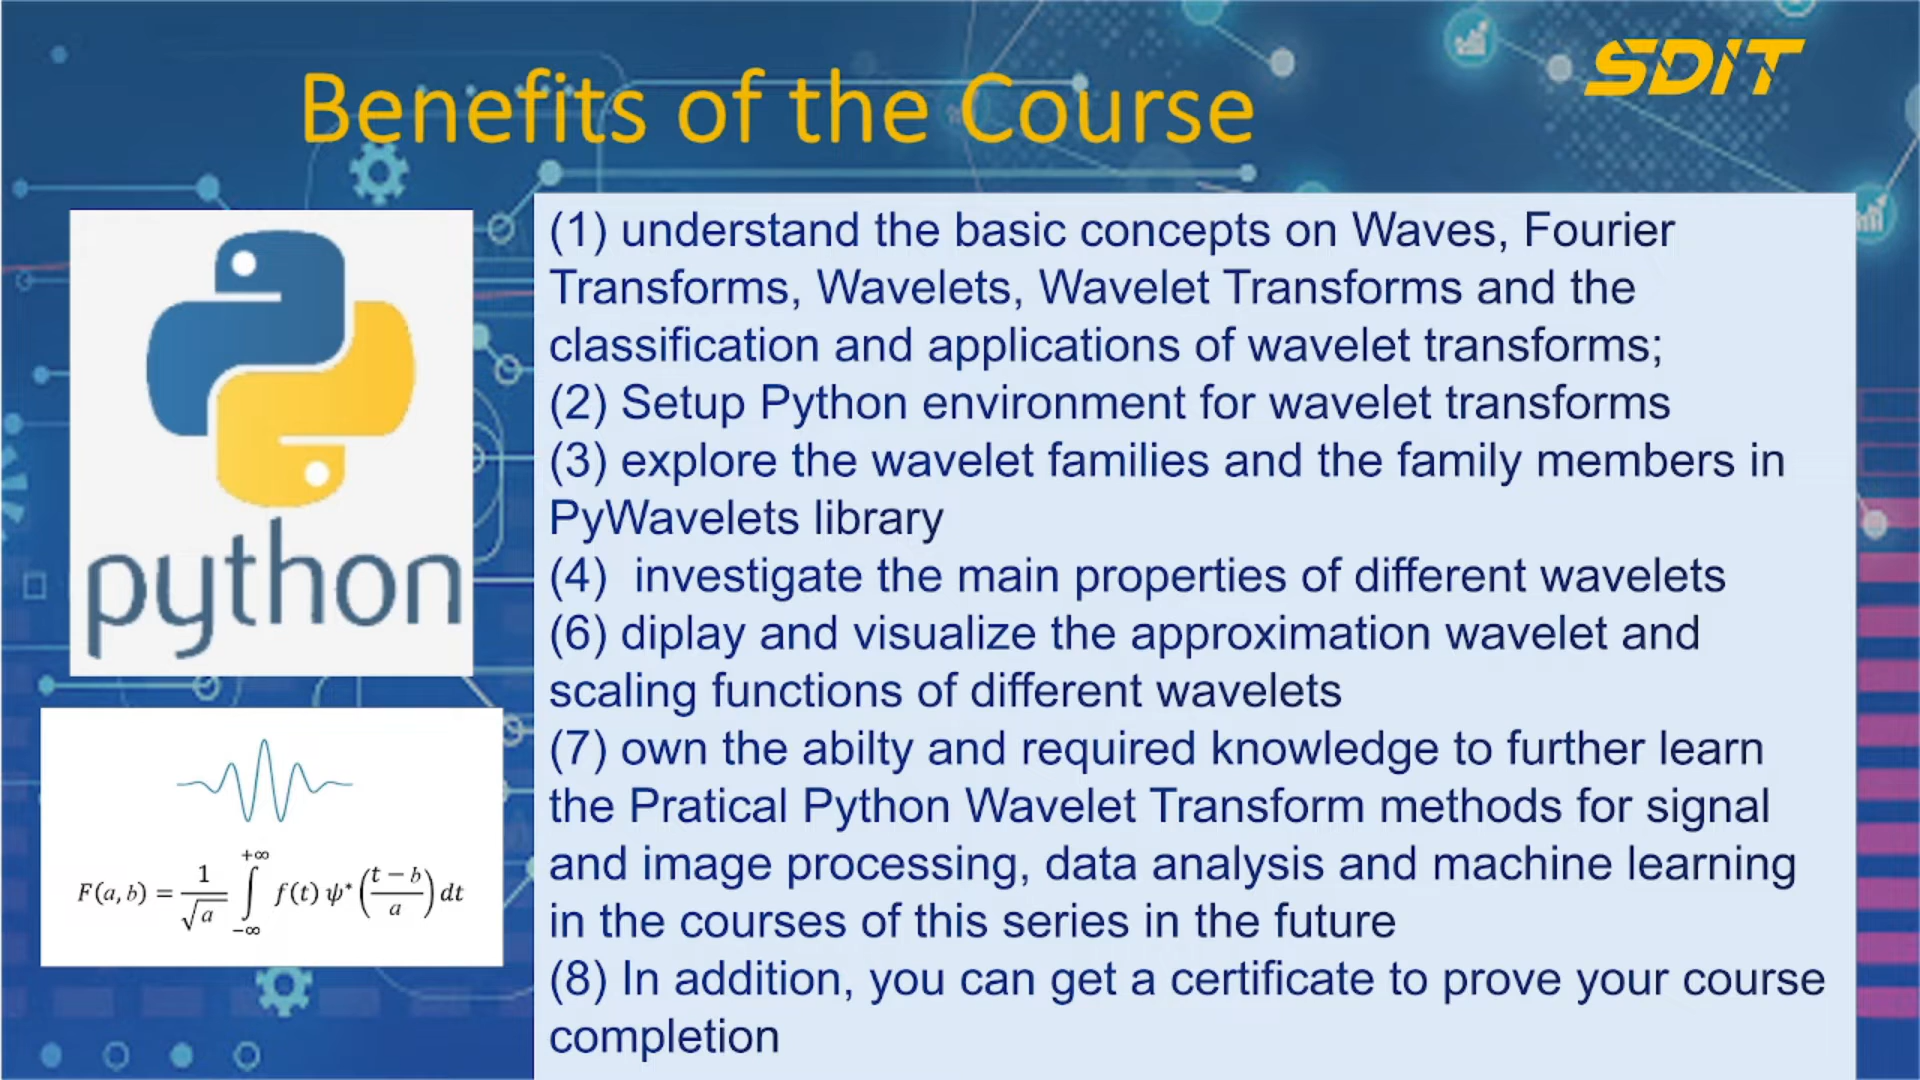 SDiT
Benefits of the Course
(1) understand the basic concepts on Waves, Fourier
Transforms, Wavelets, Wavelet Transforms and the
classification and applications of wavelet transforms;
(2) Setup Python environment for wavelet transforms
(3) explore the wavelet families and the family members in
PyWavelets library
(4)  investigate the main properties of different wavelets
(6) diplay and visualize the approximation wavelet and
scaling functions of different wavelets
(7) own the abilty and required knowledge to further learn
the Pratical Python Wavelet Transform methods for signal
and image processing, data analysis and machine learning
in the courses of this series in the future
(8) In addition, you can get a certificate to prove your course
completion
python
F(a, b) = 1/√a ∫_{−∞}^{+∞} f(t) ψ* ((t − b)/a) dt